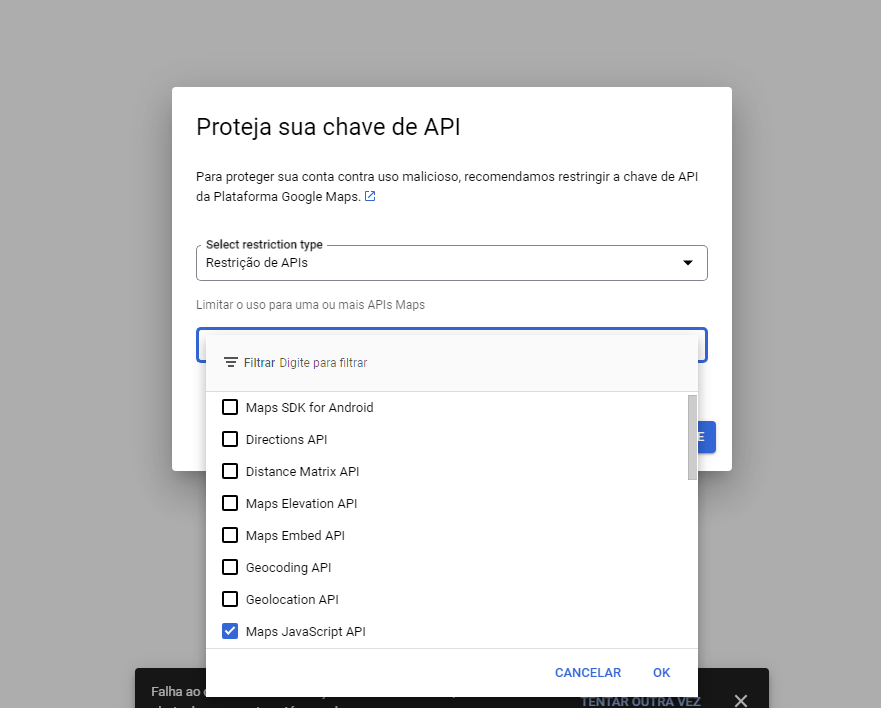 Proteja sua chave de API
Para proteger sua conta contra uso malicioso, recomendamos restringir a chave de API
da Plataforma Google Maps.
Select restriction type
Restrição de APIs
Limitar o uso para uma ou mais APIs Maps
Filtrar Digite para filtrar
Maps SDK for Android
Directions API
Distance Matrix API
Maps Elevation API
Maps Embed API
Geocoding API
Geolocation API
Maps JavaScript API
E
CANCELAR OK
Falha ao
TENTAR OUTRA VEZ